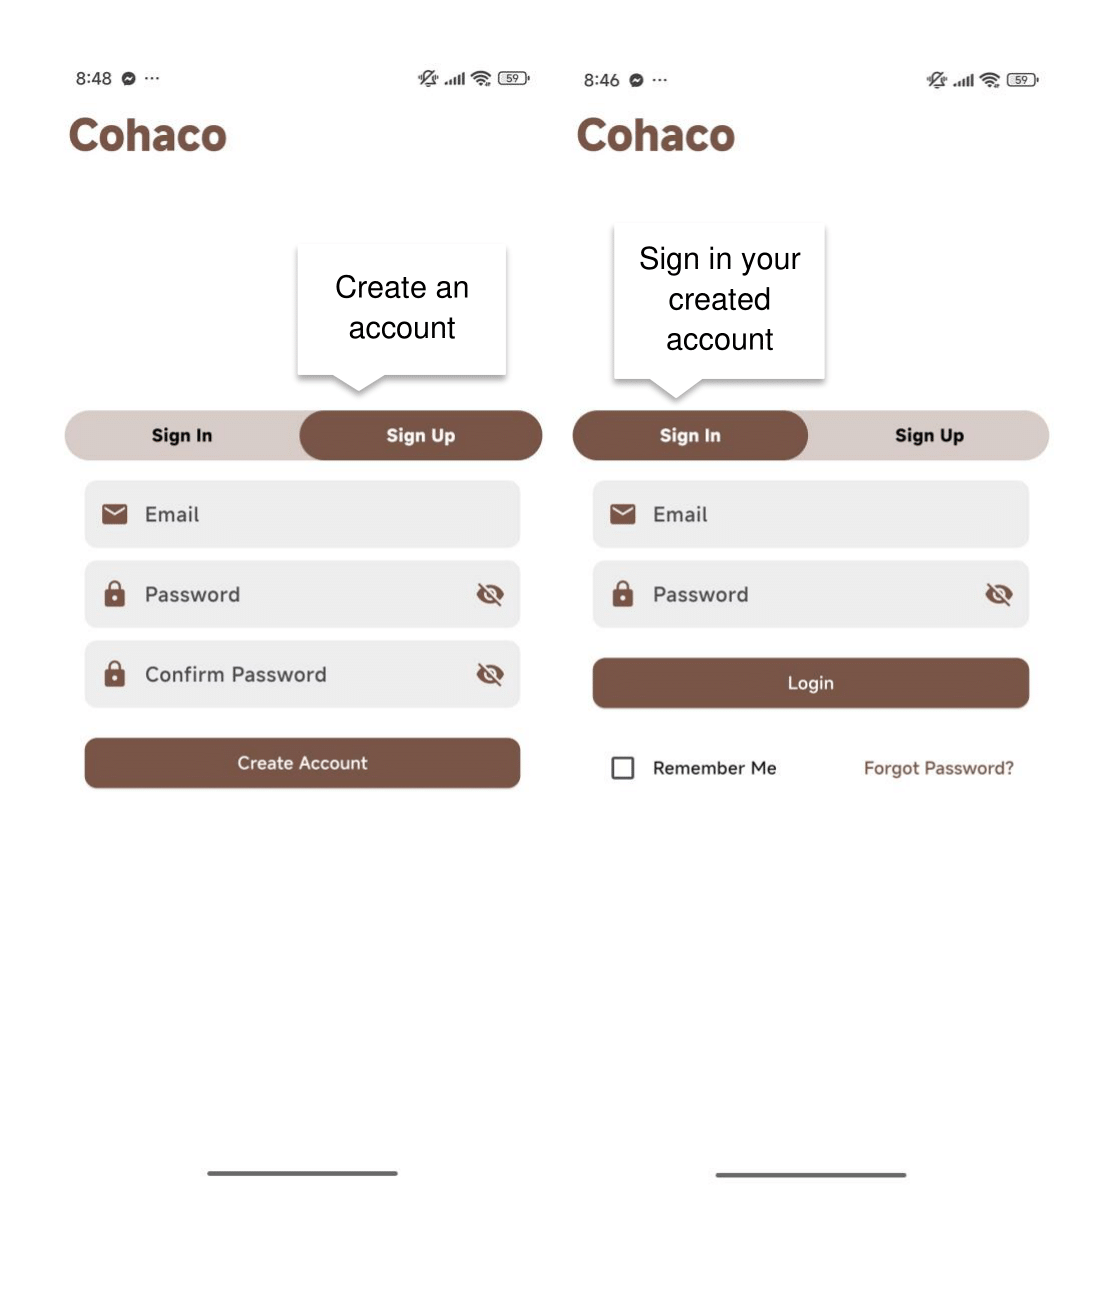 8:48
59
Cohaco
Create an
account
Sign In
Sign Up
Email
Password
Confirm Password
Create Account
8:46
59
Cohaco
Sign in your
created
account
Sign In
Sign Up
Email
Password
Login
Remember Me
Forgot Password?